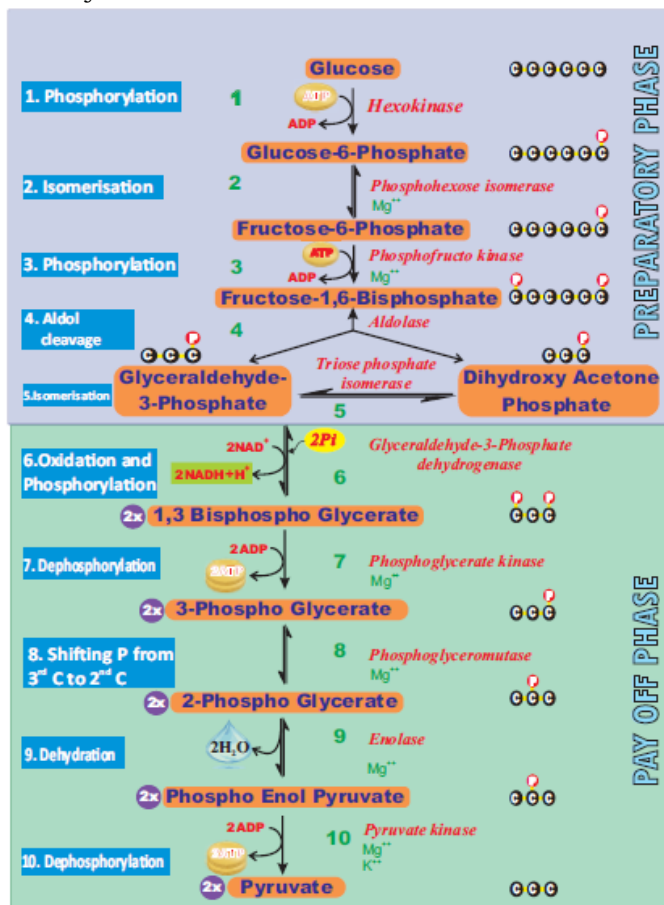 Glucose
C C C C C C
1. Phosphorylation
1
ATP
ADP
Hexokinase
Glucose-6-Phosphate
P
C C C C C C
2. Isomerisation
2
Phosphohexose isomerase
Mg⁺⁺
Fructose-6-Phosphate
P
C C C C C C
3. Phosphorylation
3
ATP
ADP
Phosphofructo kinase
Mg⁺⁺
Fructose-1,6-Bisphosphate
P P
C C C C C C
4. Aldol
cleavage
4
Aldolase
P
C C C
Glyceraldehyde-
3-Phosphate
Triose phosphate
isomerase
P
C C C
Dihydroxy Acetone
Phosphate
5.Isomerisation
5
PREPARATORY PHASE
6.Oxidation and
Phosphorylation
2NAD⁺
2Pi
2NADH+H⁺
6
Glyceraldehyde-3-Phosphate
dehydrogenase
2x 1,3 Bisphospho Glycerate
P P
C C C
7. Dephosphorylation
2ADP
7
Phosphoglycerate kinase
Mg⁺⁺
2x 3-Phospho Glycerate
P
C C C
8. Shifting P from
3ʳᵈ C to 2ⁿᵈ C
8
Phosphoglyceromutase
Mg⁺⁺
2x 2-Phospho Glycerate
P
C C C
9. Dehydration
2H₂O
9
Enolase
Mg⁺⁺
2x Phospho Enol Pyruvate
P
C C C
10. Dephosphorylation
2ADP
10
Pyruvate kinase
Mg⁺⁺
K⁺⁺
2x Pyruvate
C C C
PAY OFF PHASE